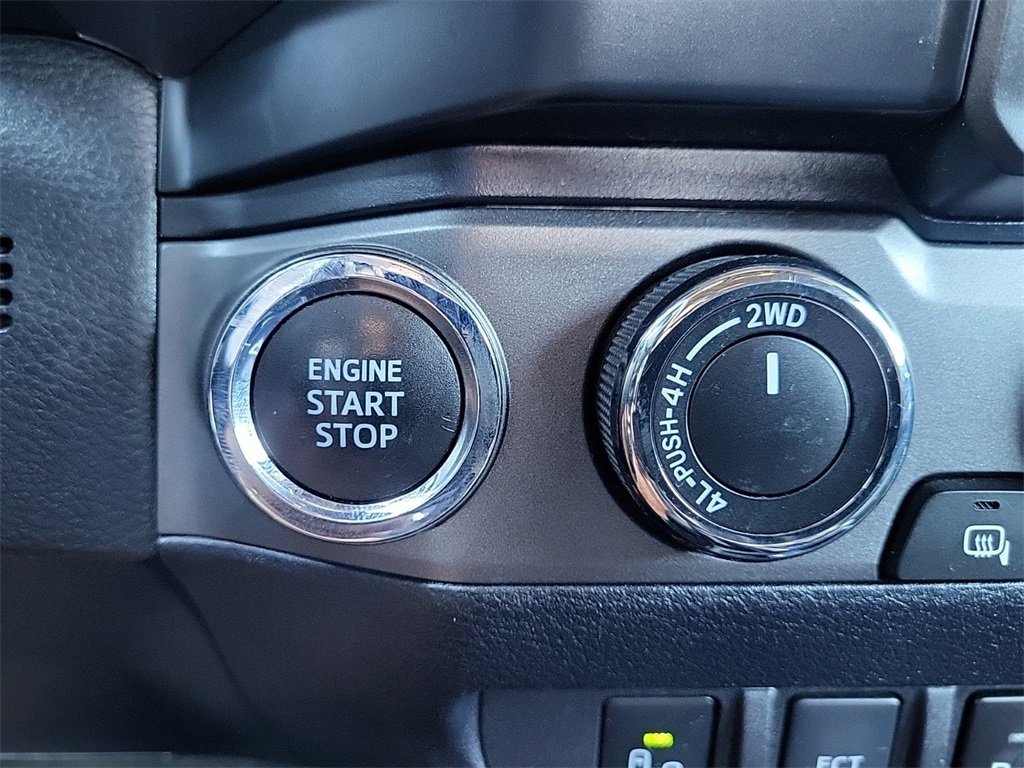 ENGINE
START
STOP
2WD
4L-PUSH-4H
ECT